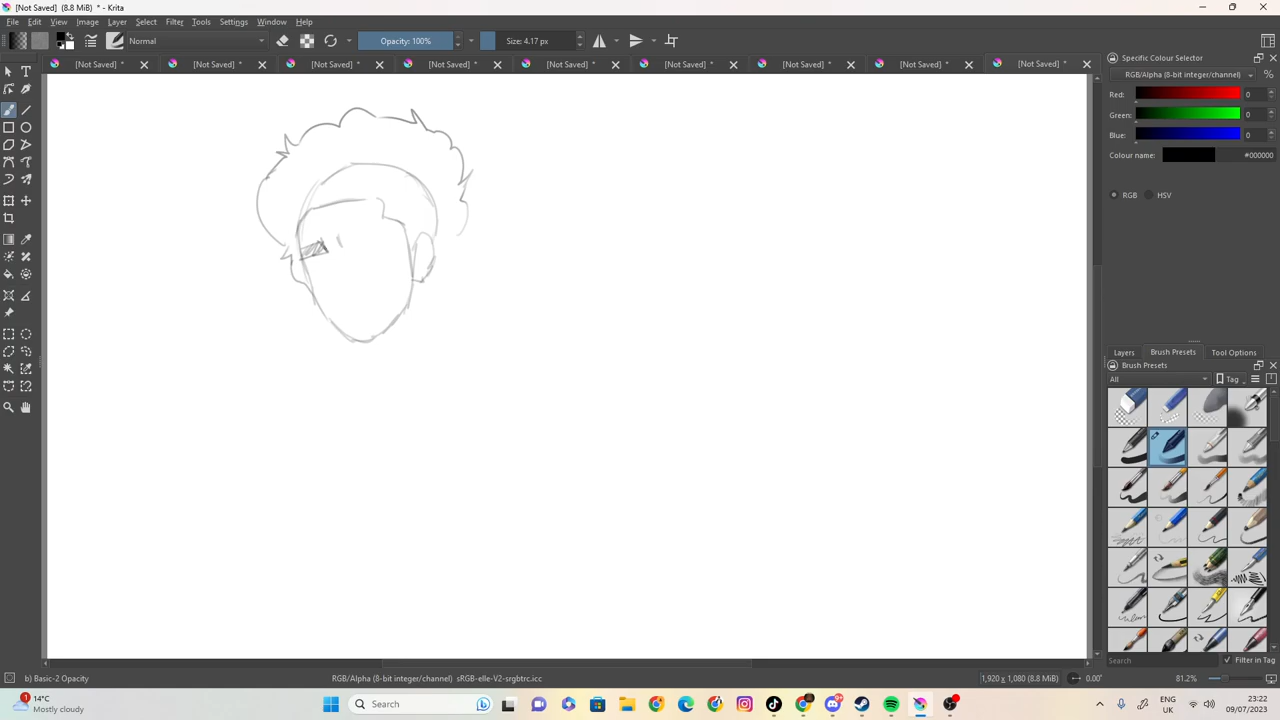 [Not Saved] (8.8 MiB) * - Krita
File Edit View Image Layer Select Filter Tools Settings Window Help
Normal Opacity: 100% Size: 4.17 px
[Not Saved] * [Not Saved] * [Not Saved] * [Not Saved] * [Not Saved] * [Not Saved] * [Not Saved] * [Not Saved] * [Not Saved] *
Specific Colour Selector
RGB/Alpha (8-bit integer/channel) %
Red: 0
Green: 0
Blue: 0
Colour name: #000000
RGB HSV
Layers Brush Presets Tool Options
Brush Presets
All Tag
Search Filter in Tag
b) Basic-2 Opacity RGB/Alpha (8-bit integer/channel) sRGB-elle-V2-srgbtrc.icc 1,920 x 1,080 (8.8 MiB) 0.00° 81.2%
1 14°C
Mostly cloudy
Search
9+
ENG
UK
23:22
09/07/2023